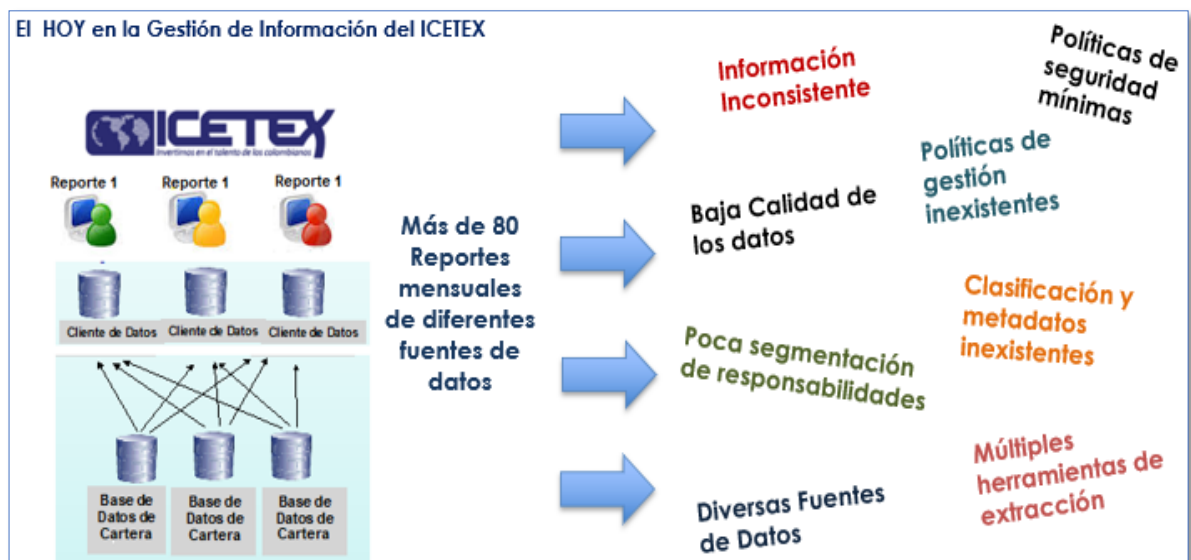 El HOY en la Gestión de Información del ICETEX
ICETEX
Invertimos en el talento de los colombianos
Reporte 1
Reporte 1
Reporte 1
Cliente de Datos
Cliente de Datos
Cliente de Datos
Base de
Datos de
Cartera
Base de
Datos de
Cartera
Base de
Datos de
Cartera
Más de 80
Reportes
mensuales
de diferentes
fuentes de
datos
Información
Inconsistente
Políticas de
seguridad
mínimas
Políticas de
gestión
inexistentes
Baja Calidad de
los datos
Clasificación y
metadatos
inexistentes
Poca segmentación
de responsabilidades
Múltiples
herramientas de
extracción
Diversas Fuentes
de Datos